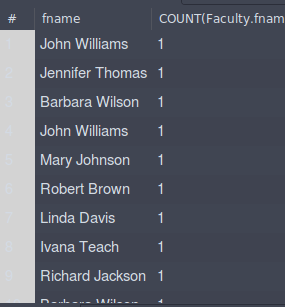 # fname COUNT(Faculty.fnam
1 John Williams 1
2 Jennifer Thomas 1
3 Barbara Wilson 1
4 John Williams 1
5 Mary Johnson 1
6 Robert Brown 1
7 Linda Davis 1
8 Ivana Teach 1
9 Richard Jackson 1
Barbara Wilson